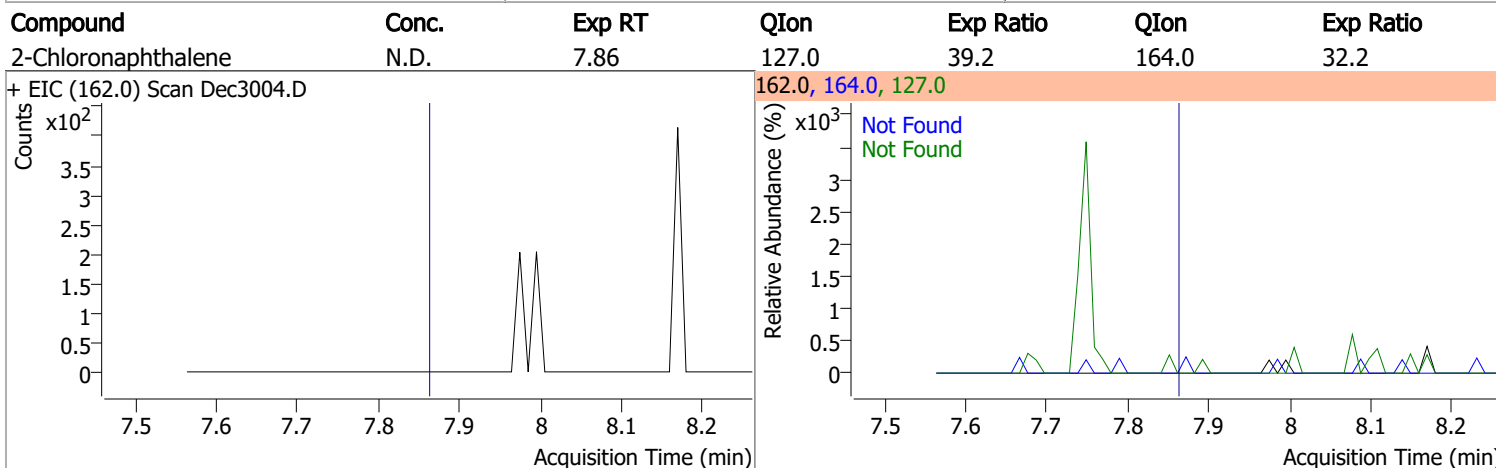 Compound Conc. Exp RT QIon Exp Ratio QIon Exp Ratio
2-Chloronaphthalene N.D. 7.86 127.0 39.2 164.0 32.2
+ EIC (162.0) Scan Dec3004.D
Counts
x10²
3.5
3
2.5
2
1.5
1
0.5
0
7.5 7.6 7.7 7.8 7.9 8 8.1 8.2
Acquisition Time (min)
162.0, 164.0, 127.0
Relative Abundance (%)
x10³
Not Found
Not Found
3
2.5
2
1.5
1
0.5
0
7.5 7.6 7.7 7.8 7.9 8 8.1 8.2
Acquisition Time (min)